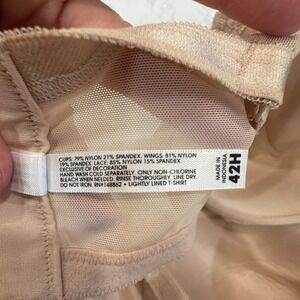 CUPS: 79% NYLON 21% SPANDEX. WINGS: 81% NYLON
19% SPANDEX. LACE: 85% NYLON 15% SPANDEX.
EXCLUSIVE OF DECORATION
HAND WASH COLD SEPARATELY. ONLY NON-CHLORINE
BLEACH WHEN NEEDED. RINSE THOROUGHLY. LINE DRY.
DO NOT IRON. RN#148862 • LIGHTLY LINED T-SHIRT
MADE IN
INDONESIA
42H